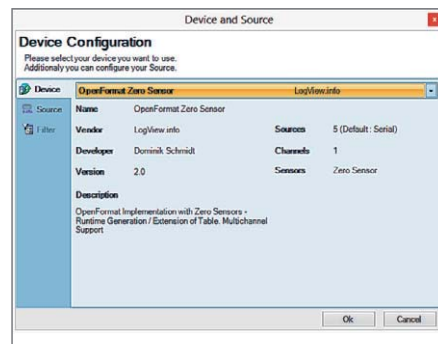 Device and Source
x
Device Configuration
Please select your device you want to use.
Additionaly you can configure your Source.
Device
OpenFormat Zero Sensor LogView.info
Source
Name OpenFormat Zero Sensor
Filter
Vendor LogView.info Sources 5 (Default: Serial)
Developer Dominik Schmidt Channels 1
Version 2.0 Sensors Zero Sensor
Description
OpenFormat Implementation with Zero Sensors -
Runtime Generation / Extension of Table. Multichannel
Support
Ok Cancel